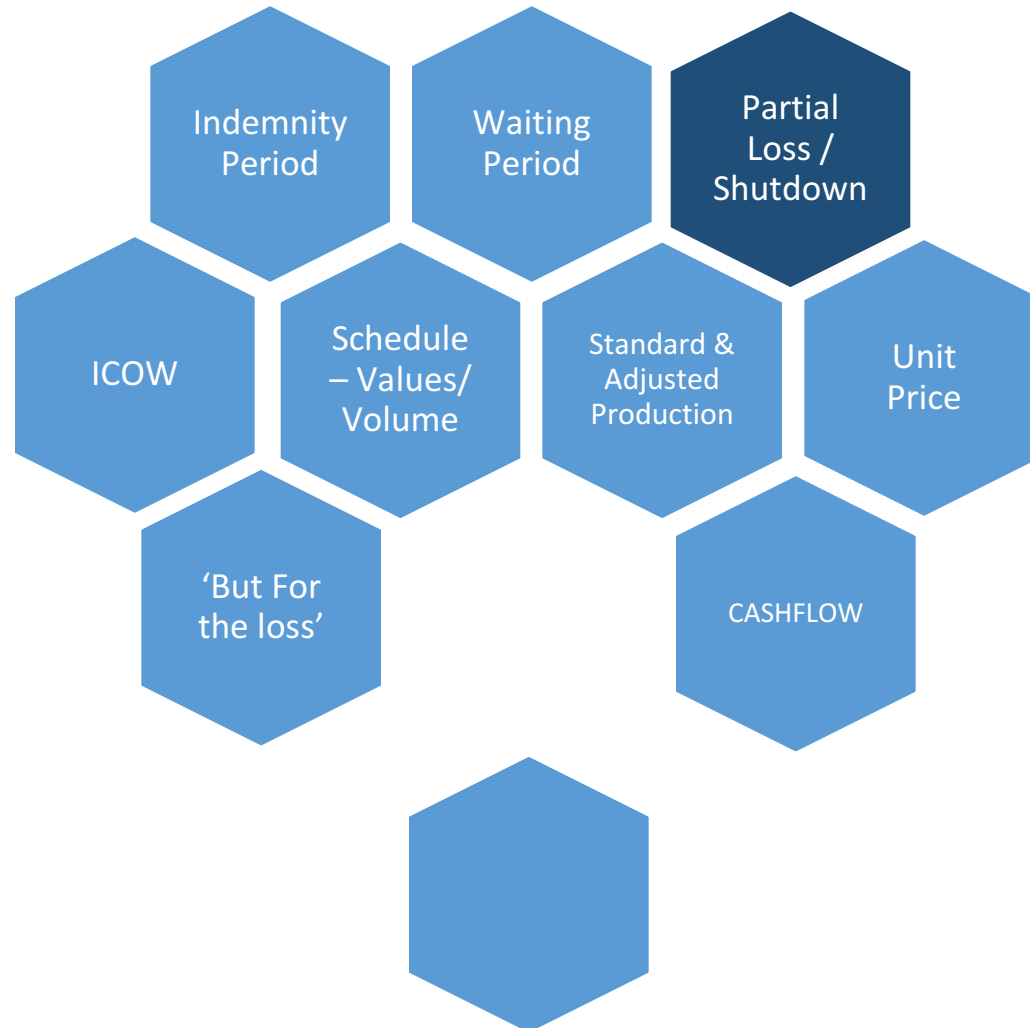 Indemnity
Period
Waiting
Period
Partial
Loss /
Shutdown
ICOW
Schedule
– Values/
Volume
Standard &
Adjusted
Production
Unit
Price
‘But For
the loss’
CASHFLOW